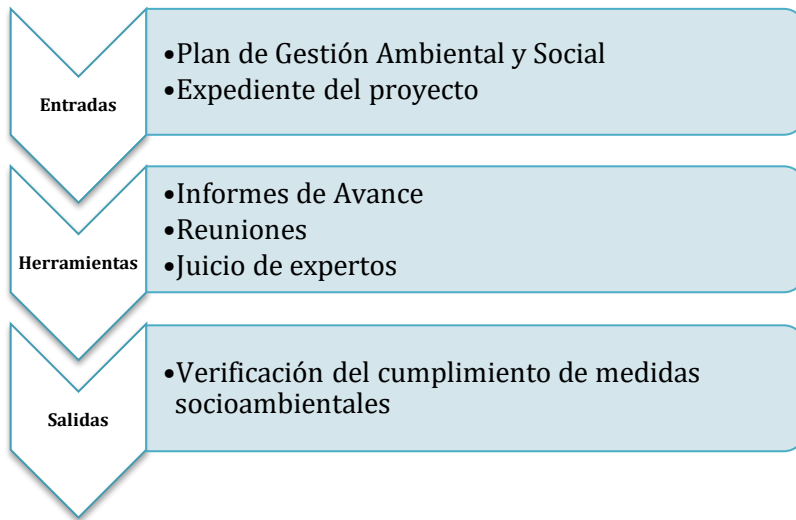 Entradas
•Plan de Gestión Ambiental y Social
•Expediente del proyecto
Herramientas
•Informes de Avance
•Reuniones
•Juicio de expertos
Salidas
•Verificación del cumplimiento de medidas
socioambientales